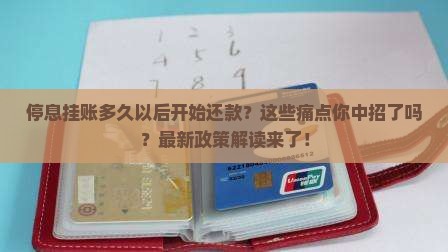 1 2 3
4 5 6
7 8 9
停息挂账多久以后开始还款？这些痛点你中招了吗
？最新政策解读来了！
UnionPay
银联